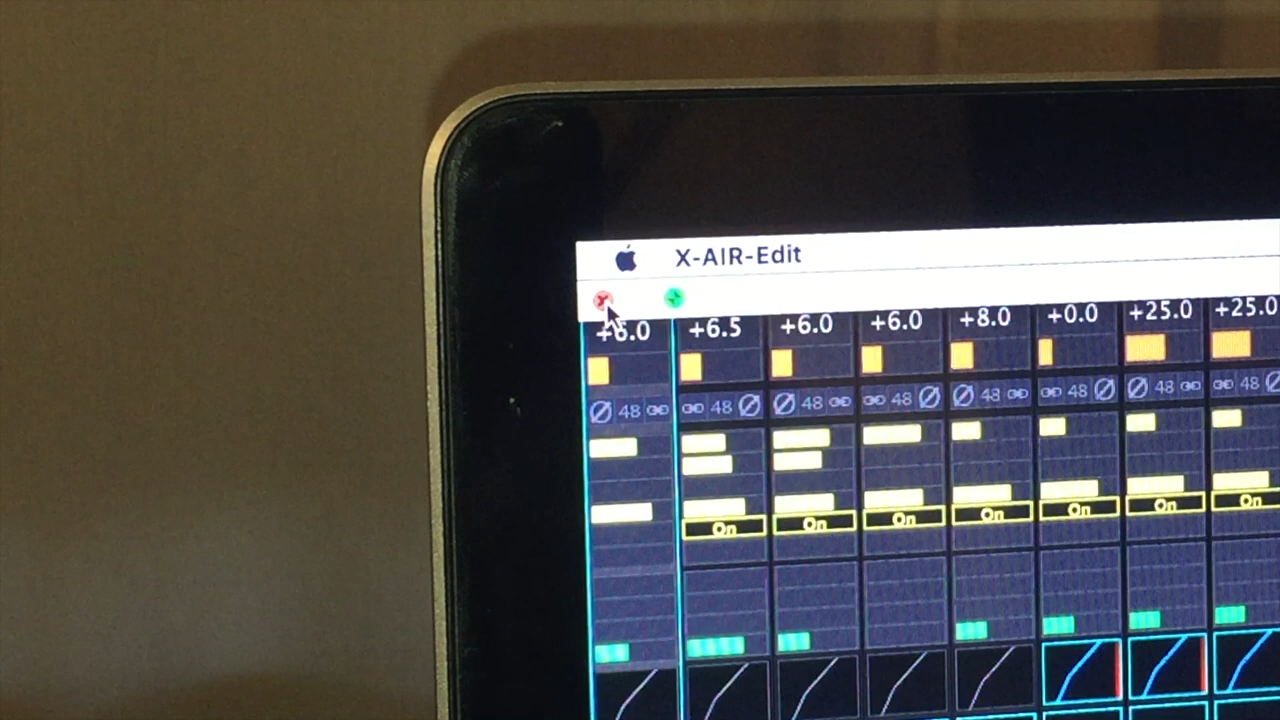 X-AIR-Edit
+6.0 +6.5 +6.0 +6.0 +8.0 +0.0 +25.0 +25.0
48 48 48 48 48 48 48 48
On On On On On On On